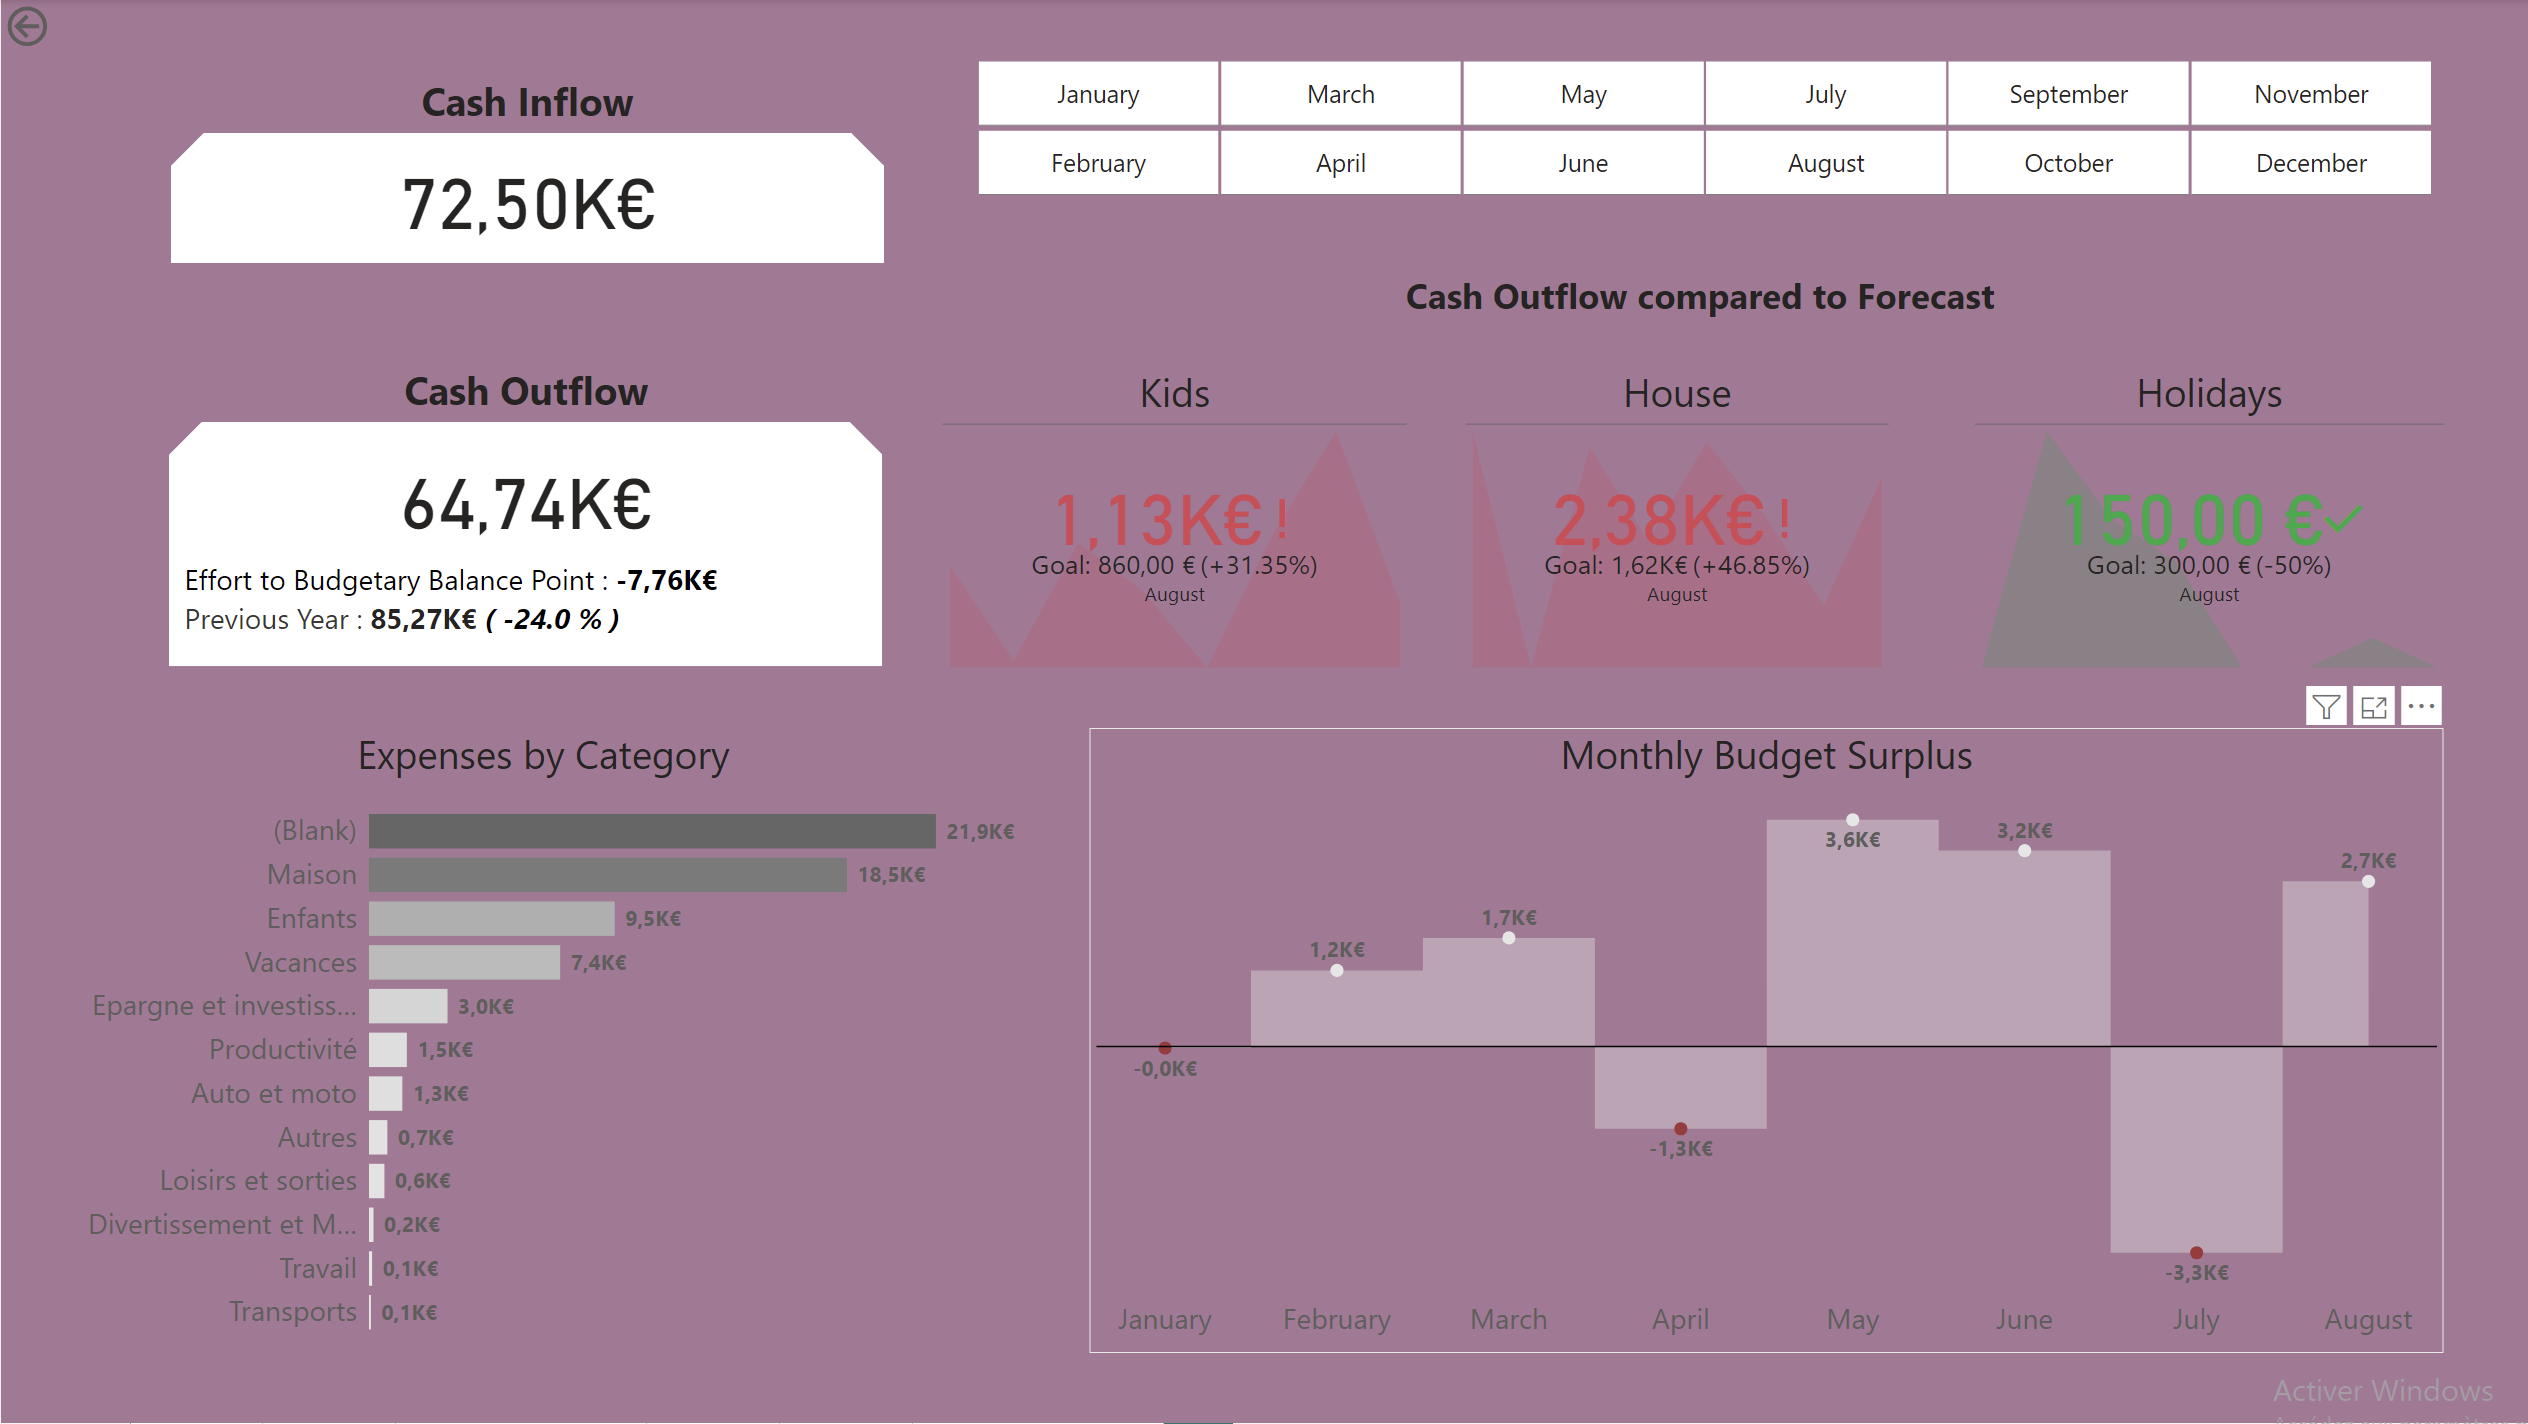 Cash Inflow
72,50K€
January
March
May
July
September
November
February
April
June
August
October
December
Cash Outflow compared to Forecast
Cash Outflow
64,74K€
Effort to Budgetary Balance Point : -7,76K€
Previous Year : 85,27K€ ( -24.0 % )
Kids
1,13K€!
Goal: 860,00 € (+31.35%)
August
House
2,38K€!
Goal: 1,62K€ (+46.85%)
August
Holidays
150,00 €
Goal: 300,00 € (-50%)
August
Expenses by Category
(Blank) 21,9K€
Maison 18,5K€
Enfants 9,5K€
Vacances 7,4K€
Epargne et investiss... 3,0K€
Productivité 1,5K€
Auto et moto 1,3K€
Autres 0,7K€
Loisirs et sorties 0,6K€
Divertissement et M... 0,2K€
Travail 0,1K€
Transports 0,1K€
Monthly Budget Surplus
-0,0K€
1,2K€
1,7K€
-1,3K€
3,6K€
3,2K€
-3,3K€
2,7K€
January
February
March
April
May
June
July
August
Activer Windows